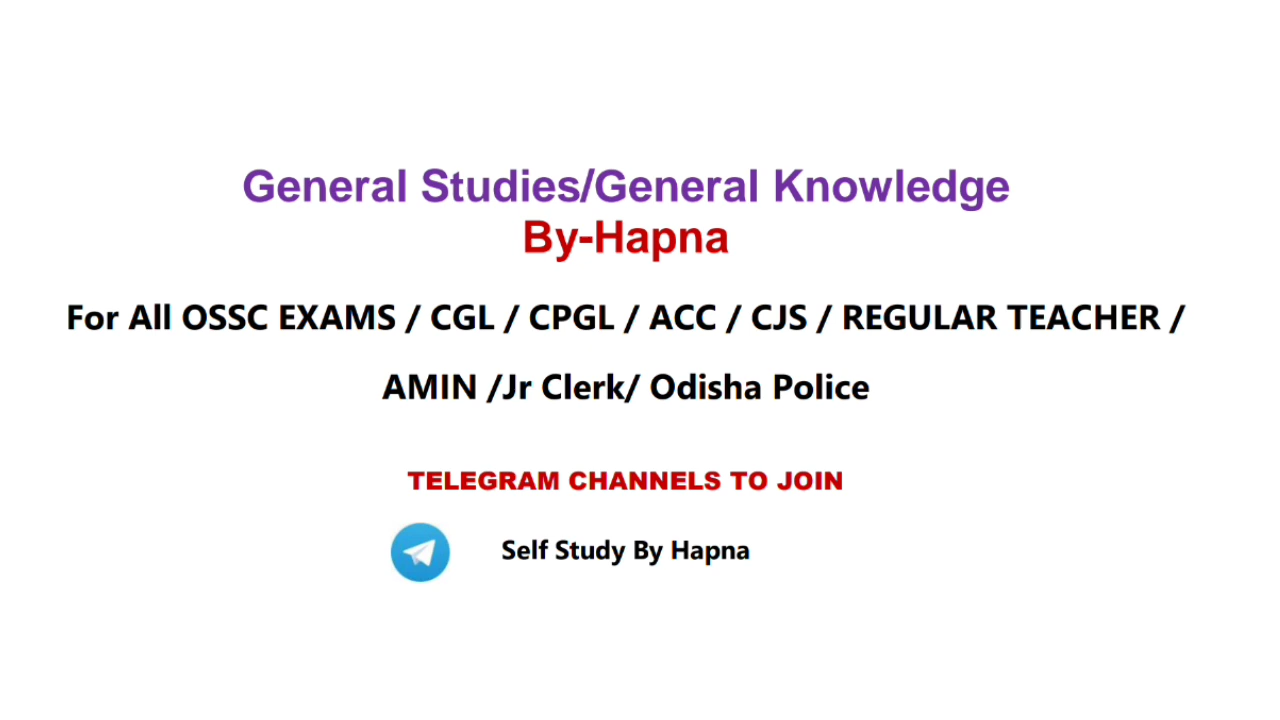 General Studies/General Knowledge
By-Hapna
For All OSSC EXAMS / CGL / CPGL / ACC / CJS / REGULAR TEACHER /
AMIN /Jr Clerk/ Odisha Police
TELEGRAM CHANNELS TO JOIN
Self Study By Hapna